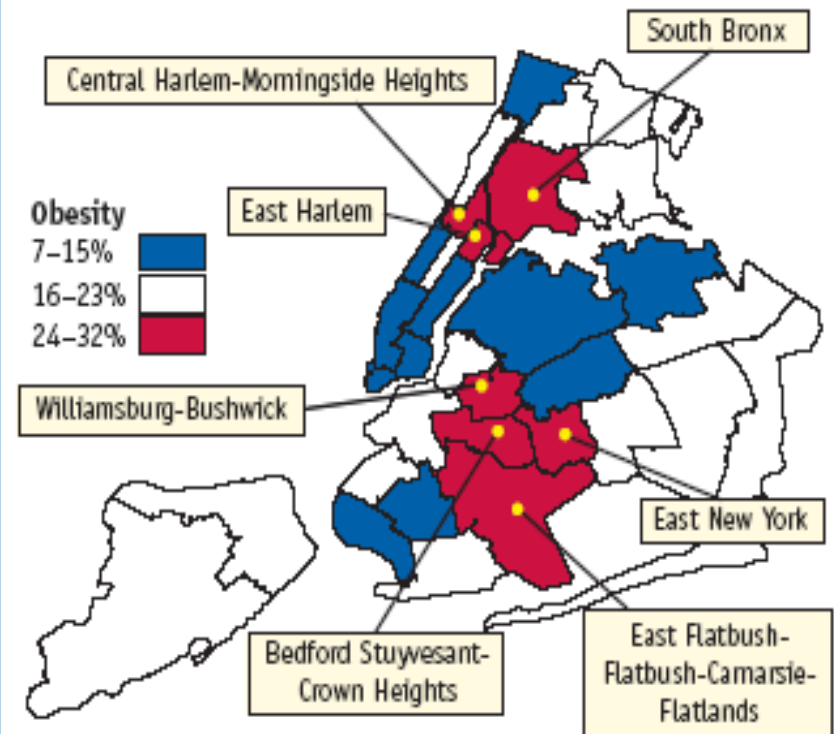 South Bronx
Central Harlem-Morningside Heights
East Harlem
Obesity
7–15%
16–23%
24–32%
Williamsburg-Bushwick
East New York
Bedford Stuyvesant-
Crown Heights
East Flatbush-
Flatbush-Camarsie-
Flatlands